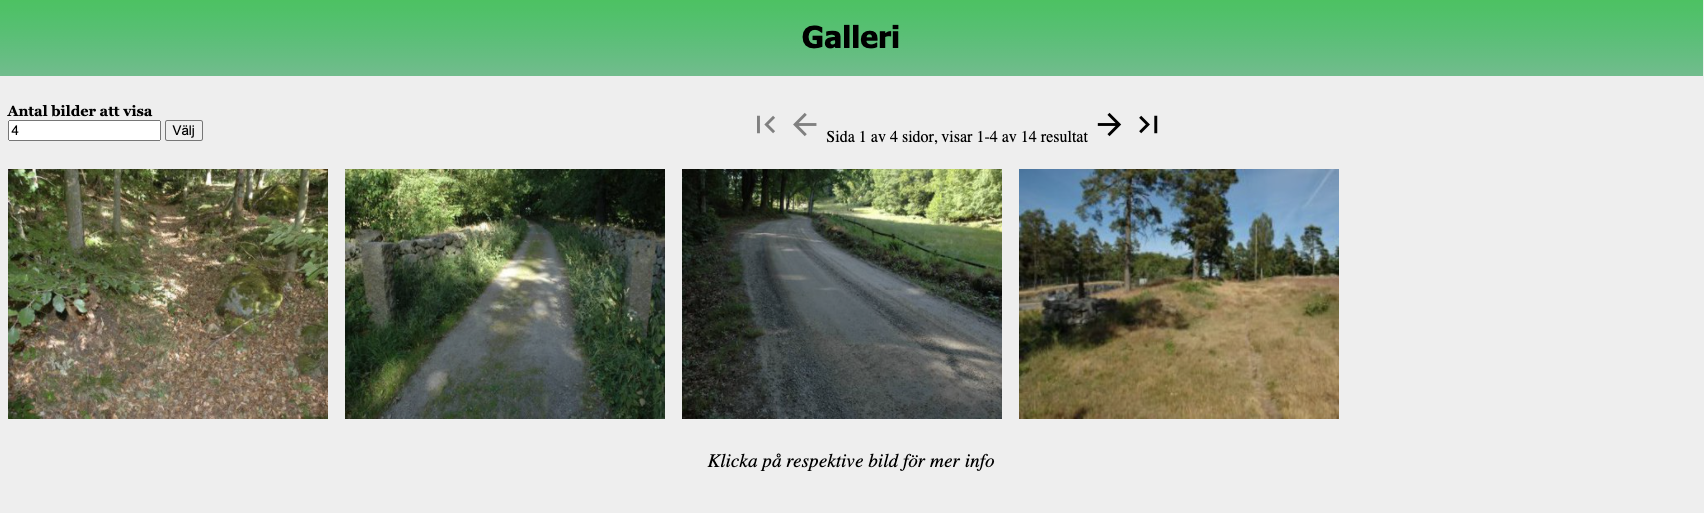 Galleri
Antal bilder att visa
4 Välj
Sida 1 av 4 sidor, visar 1-4 av 14 resultat
Klicka på respektive bild för mer info